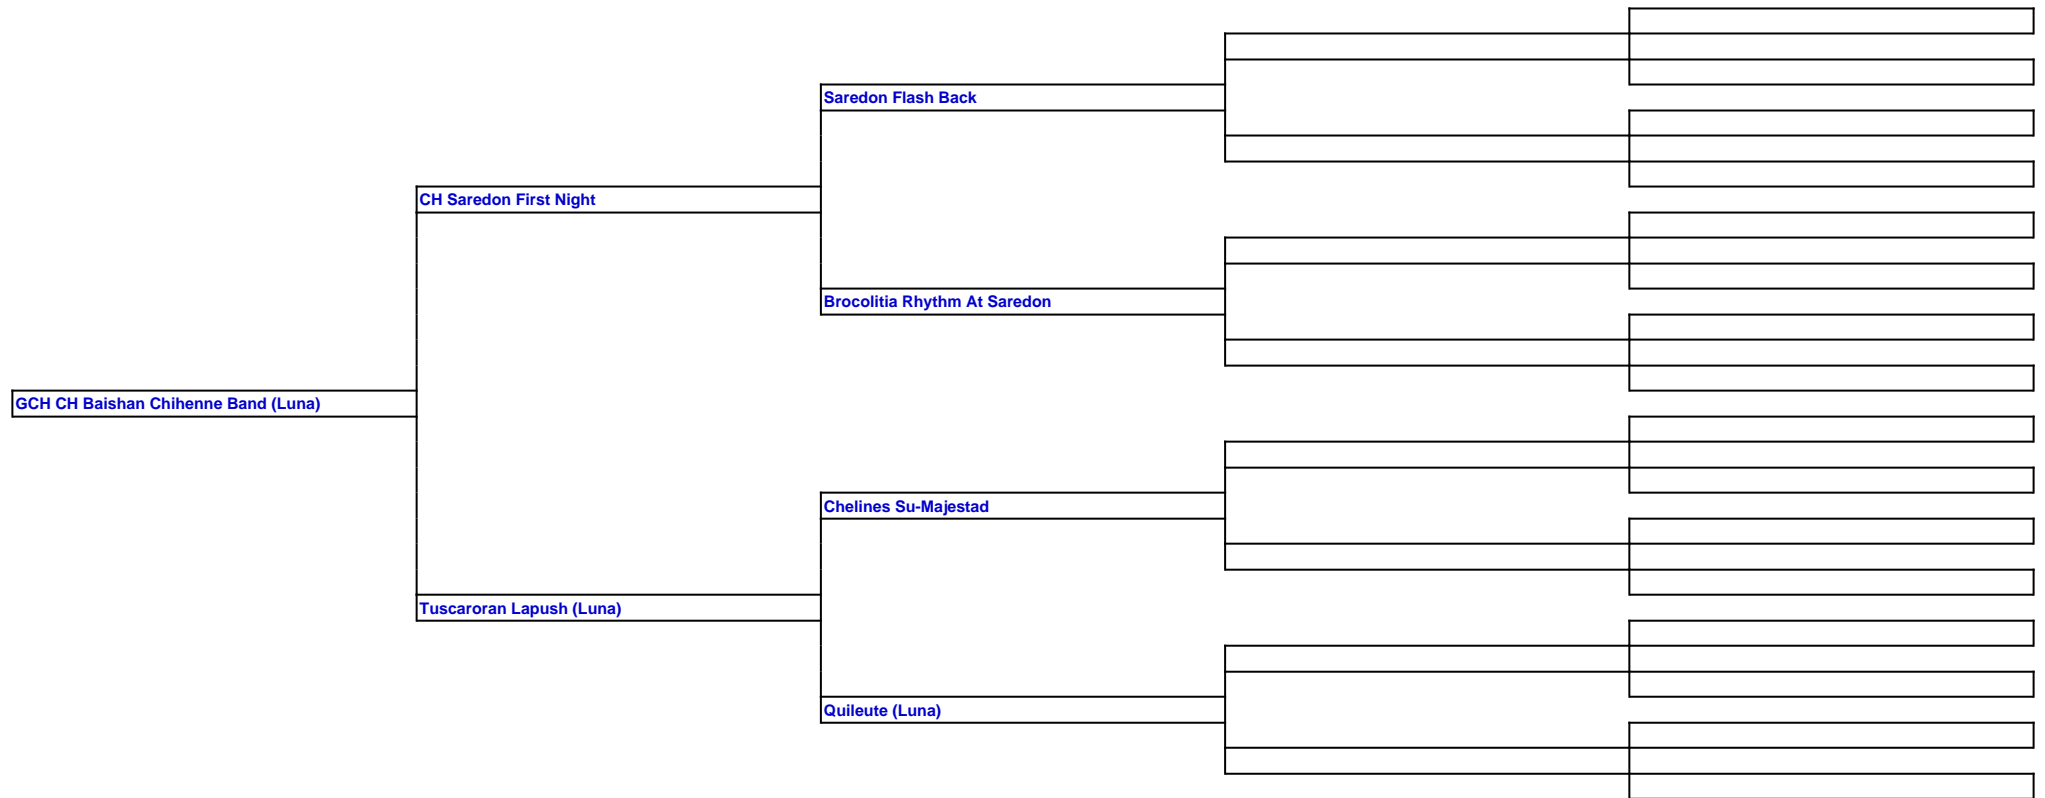 Saredon Flash Back
CH Saredon First Night
Brocolitia Rhythm At Saredon
GCH CH Baishan Chihenne Band (Luna)
Chelines Su-Majestad
Tuscaroran Lapush (Luna)
Quileute (Luna)